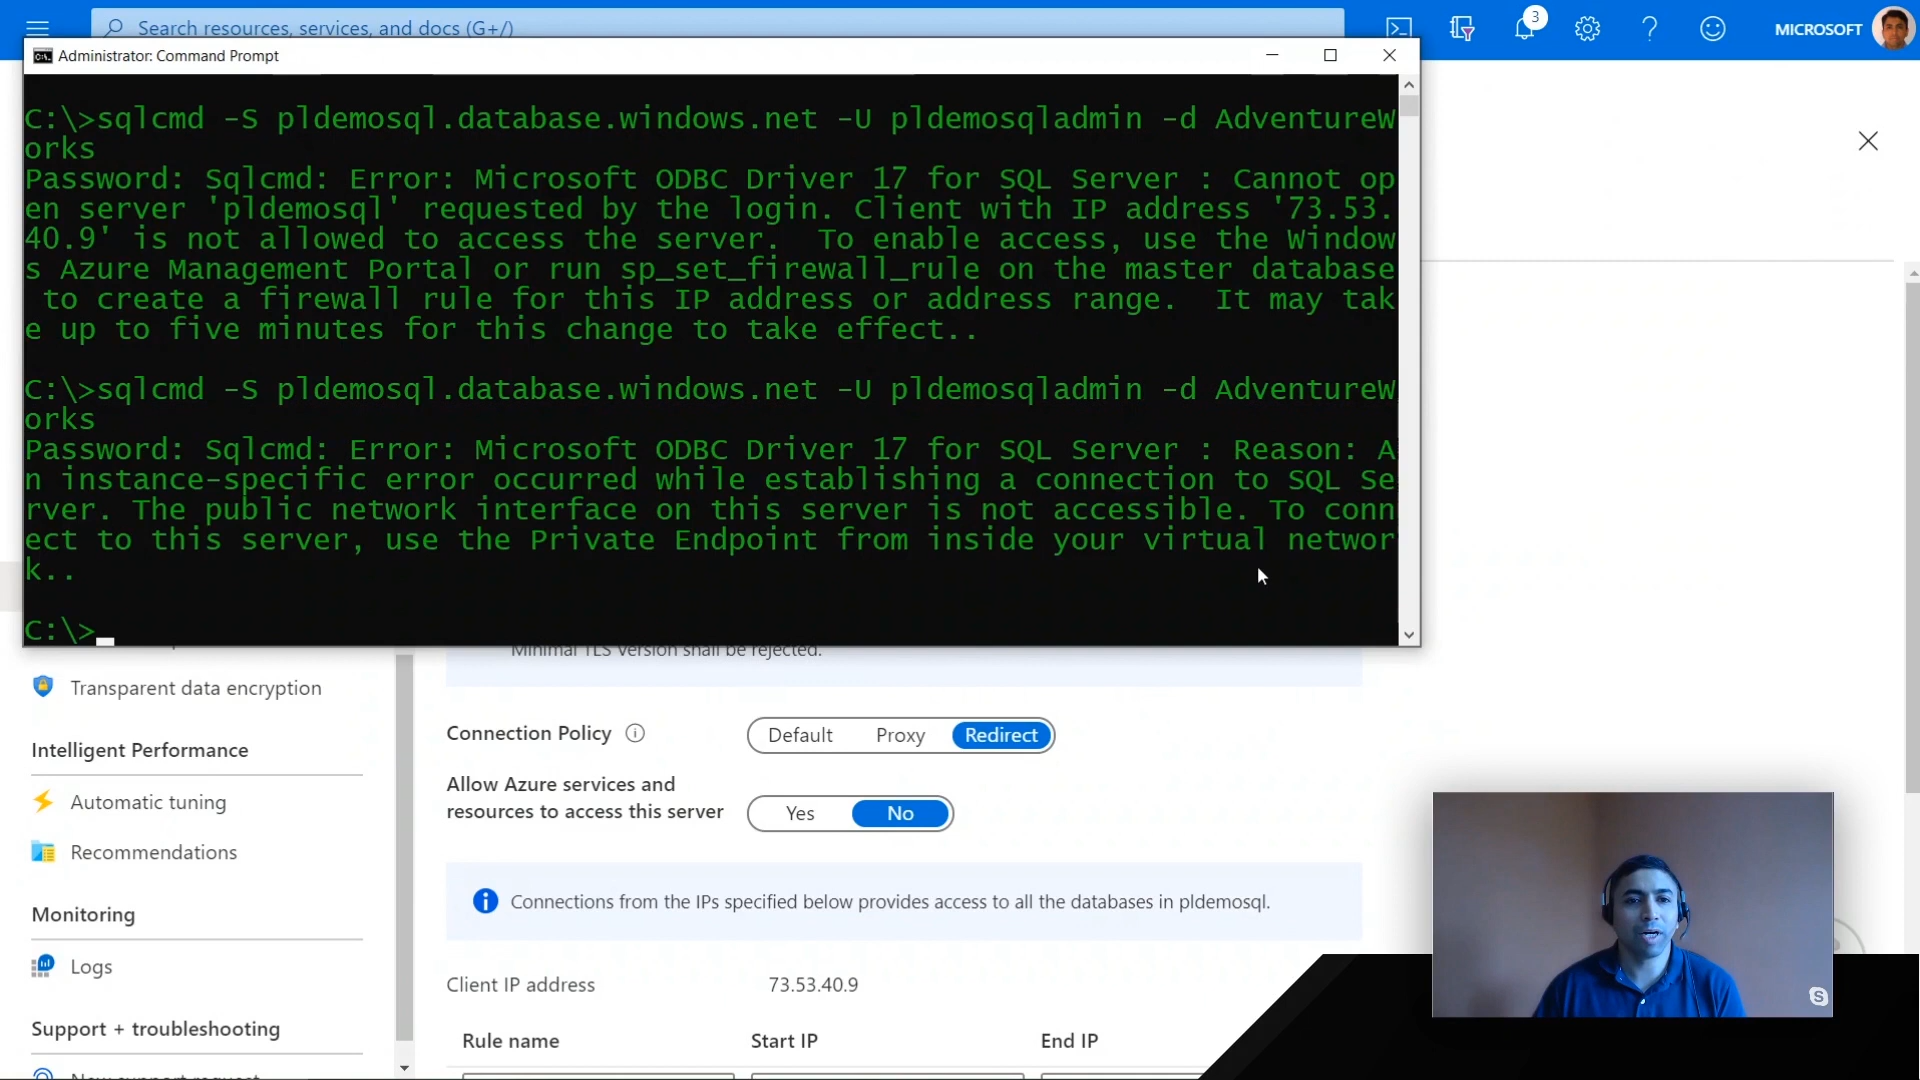 Search resources, services, and docs (G+/)
3
MICROSOFT
Administrator: Command Prompt
C:\>sqlcmd -S pldemosql.database.windows.net -U pldemosqladmin -d AdventureW
orks
Password: Sqlcmd: Error: Microsoft ODBC Driver 17 for SQL Server : Cannot op
en server 'pldemosql' requested by the login. Client with IP address '73.53.
40.9' is not allowed to access the server.  To enable access, use the Window
s Azure Management Portal or run sp_set_firewall_rule on the master database
 to create a firewall rule for this IP address or address range.  It may tak
e up to five minutes for this change to take effect..
C:\>sqlcmd -S pldemosql.database.windows.net -U pldemosqladmin -d AdventureW
orks
Password: Sqlcmd: Error: Microsoft ODBC Driver 17 for SQL Server : Reason: A
n instance-specific error occurred while establishing a connection to SQL Se
rver. The public network interface on this server is not accessible. To conn
ect to this server, use the Private Endpoint from inside your virtual networ
k..
C:\>
Minimal TLS Version shall be rejected.
Transparent data encryption
Intelligent Performance
Automatic tuning
Recommendations
Monitoring
Logs
Support + troubleshooting
New support request
Connection Policy
Default Proxy Redirect
Allow Azure services and
resources to access this server
Yes No
Connections from the IPs specified below provides access to all the databases in pldemosql.
Client IP address 73.53.40.9
Rule name Start IP End IP